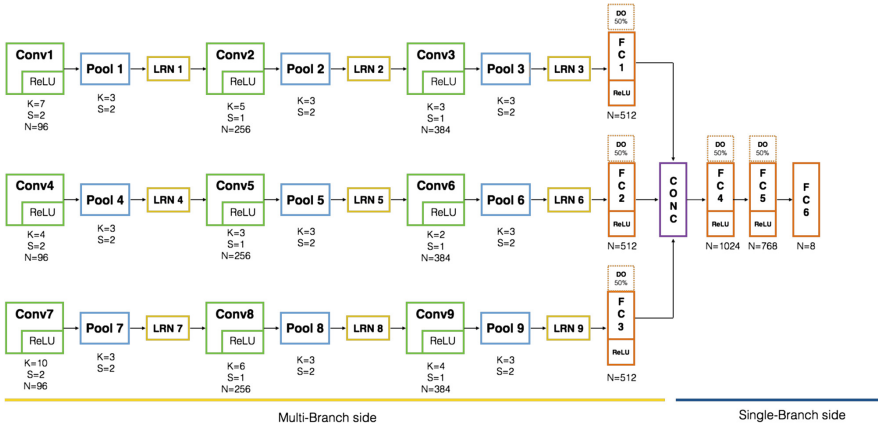 DO
50%
Conv1
ReLU
Pool 1
LRN 1
Conv2
ReLU
Pool 2
LRN 2
Conv3
ReLU
Pool 3
LRN 3
F
C
1
ReLU
K=7
S=2
N=96
K=3
S=2
K=5
S=1
N=256
K=3
S=2
K=3
S=1
N=384
K=3
S=2
N=512
DO
50%
Conv4
ReLU
Pool 4
LRN 4
Conv5
ReLU
Pool 5
LRN 5
Conv6
ReLU
Pool 6
LRN 6
F
C
2
ReLU
K=4
S=2
N=96
K=3
S=2
K=3
S=1
N=256
K=3
S=2
K=2
S=1
N=384
K=3
S=2
N=512
C
O
N
C
DO
50%
F
C
4
ReLU
N=1024
DO
50%
F
C
5
ReLU
N=768
F
C
6
N=8
DO
50%
Conv7
ReLU
Pool 7
LRN 7
Conv8
ReLU
Pool 8
LRN 8
Conv9
ReLU
Pool 9
LRN 9
F
C
3
ReLU
K=10
S=2
N=96
K=3
S=2
K=6
S=1
N=256
K=3
S=2
K=4
S=1
N=384
K=3
S=2
N=512
Multi-Branch side
Single-Branch side